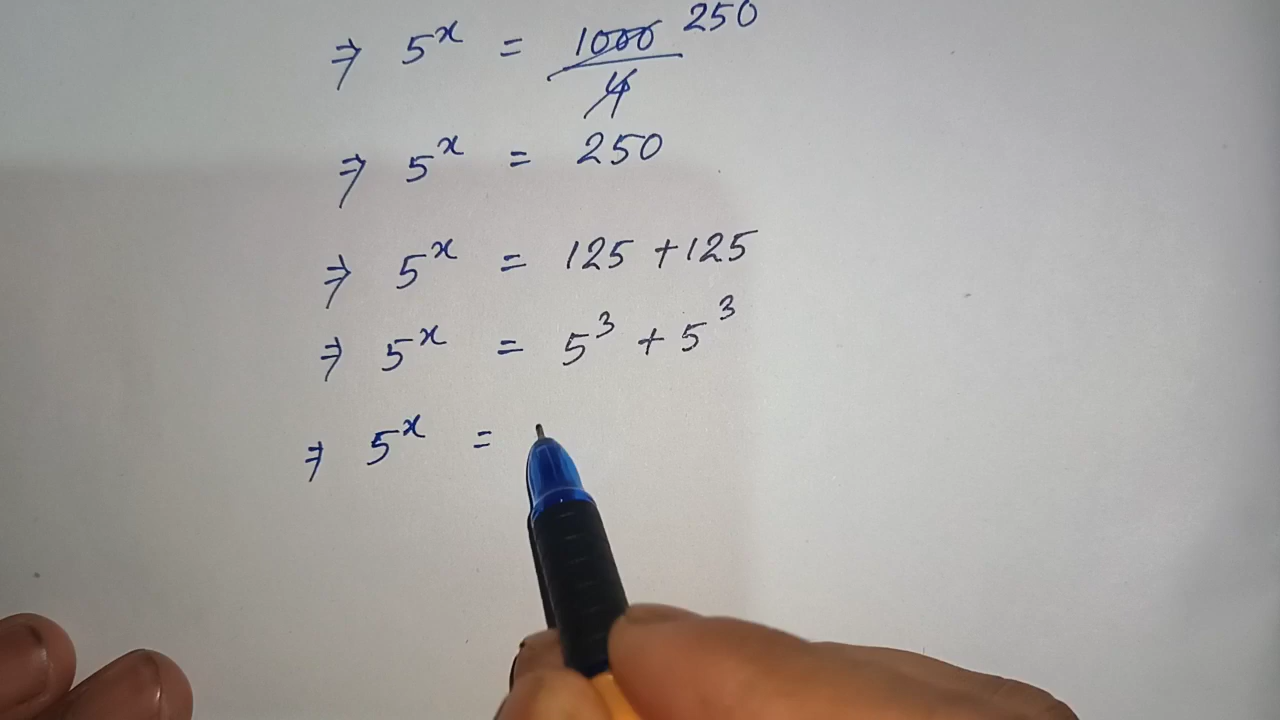 ⇒ 5^x = 1000/4 250
⇒ 5^x = 250
⇒ 5^x = 125 + 125
⇒ 5^x = 5^3 + 5^3
⇒ 5^x =